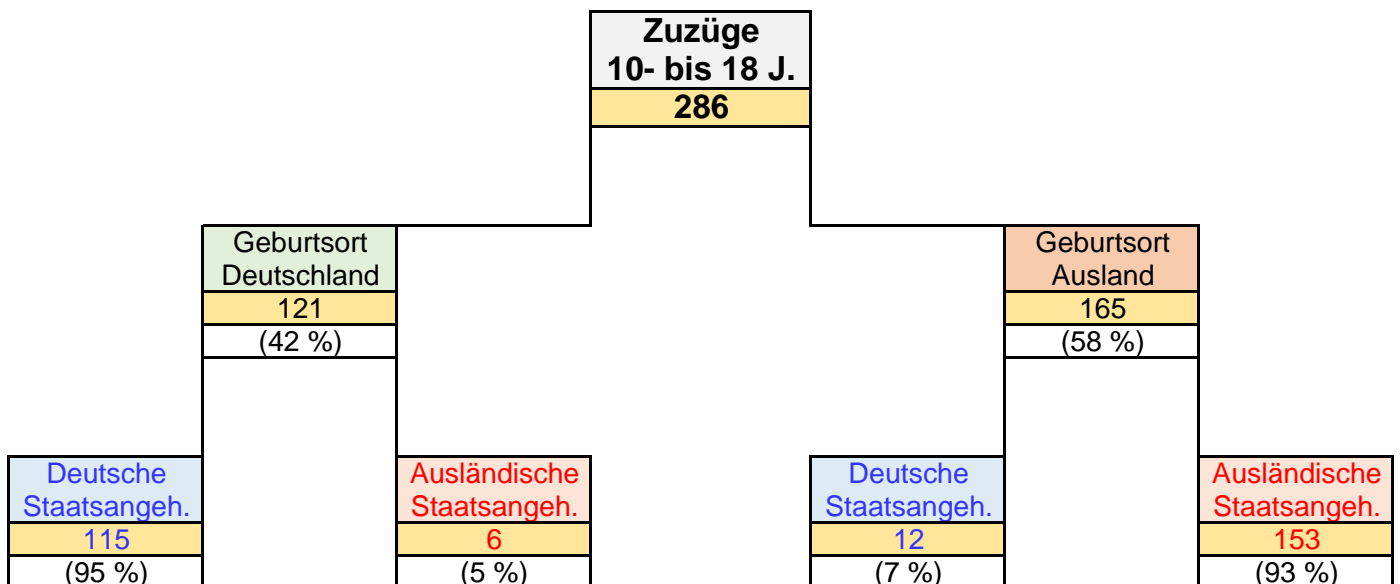 Zuzüge
10- bis 18 J.
286
Geburtsort
Deutschland
121
(42 %)
Geburtsort
Ausland
165
(58 %)
Deutsche
Staatsangeh.
115
(95 %)
Ausländische
Staatsangeh.
6
(5 %)
Deutsche
Staatsangeh.
12
(7 %)
Ausländische
Staatsangeh.
153
(93 %)